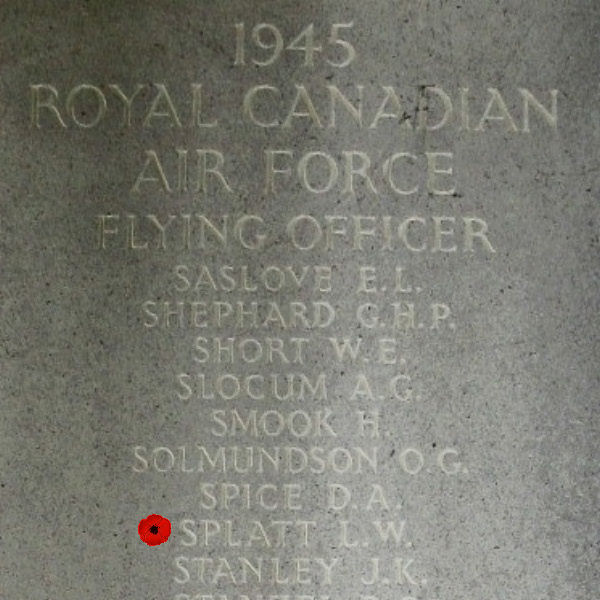 1945
ROYAL CANADIAN
AIR FORCE
FLYING OFFICER
SASLOVE E.L.
SHEPHARD G.H.P.
SHORT W.E.
SLOCUM A.G.
SMOOK H.
SOLMUNDSON O.G.
SPICE D.A.
SPLATT L.W.
STANLEY J.K.